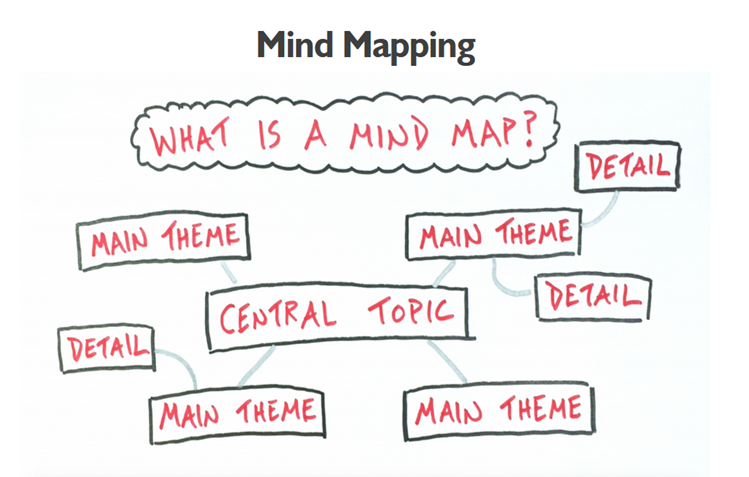 Mind Mapping
WHAT IS A MIND MAP?
DETAIL
MAIN THEME
MAIN THEME
DETAIL
CENTRAL TOPIC
DETAIL
MAIN THEME
MAIN THEME